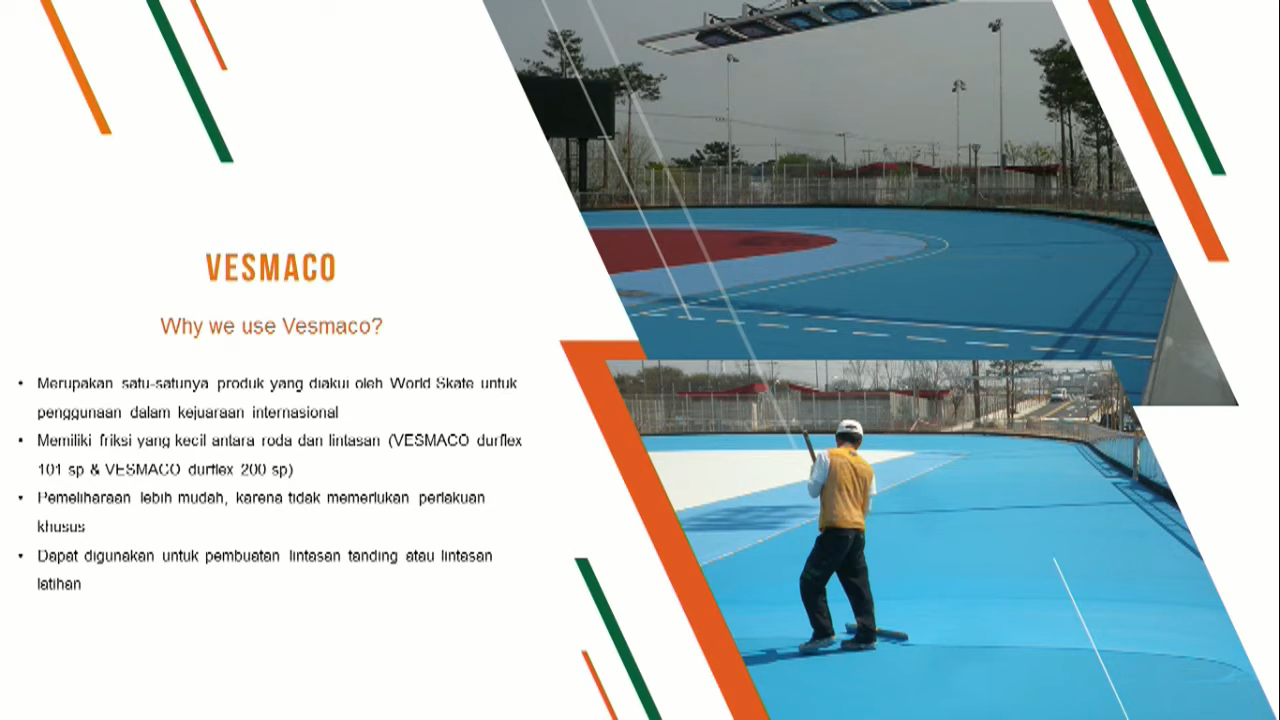 VESMACO
Why we use Vesmaco?
• Merupakan satu-satunya produk yang diakui oleh World Skate untuk
penggunaan dalam kejuaraan internasional
• Memiliki friksi yang kecil antara roda dan lintasan (VESMACO durflex
101 sp & VESMACO durflex 200 sp)
• Pemeliharaan lebih mudah, karena tidak memerlukan perlakuan
khusus
• Dapat digunakan untuk pembuatan lintasan tanding atau lintasan
latihan